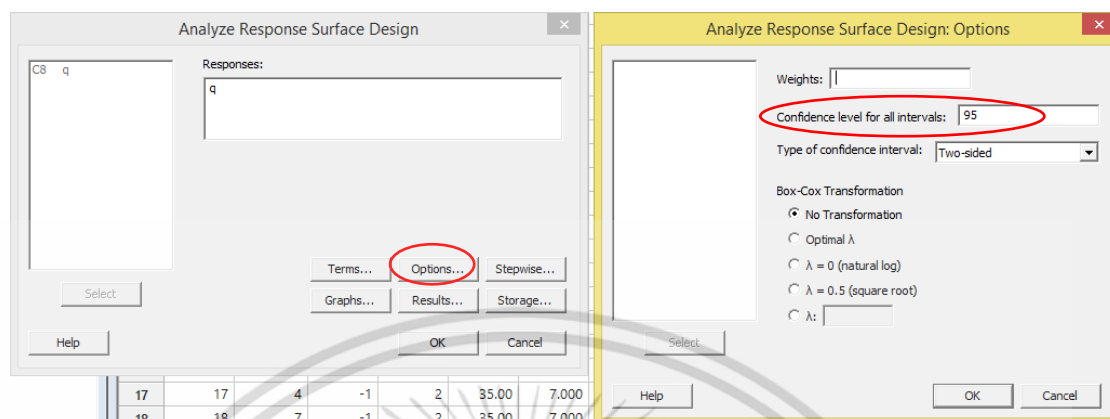 Analyze Response Surface Design
C8 q
Responses:
q
Terms... Options... Stepwise...
Select
Graphs... Results... Storage...
Help OK Cancel
17 17 4 -1 2 35.00 7.000
18 18 7 -1 2 35.00 7.000
Analyze Response Surface Design: Options
Weights:
Confidence level for all intervals: 95
Type of confidence interval: Two-sided
Box-Cox Transformation
No Transformation
Optimal λ
λ = 0 (natural log)
λ = 0.5 (square root)
λ:
Select
Help OK Cancel